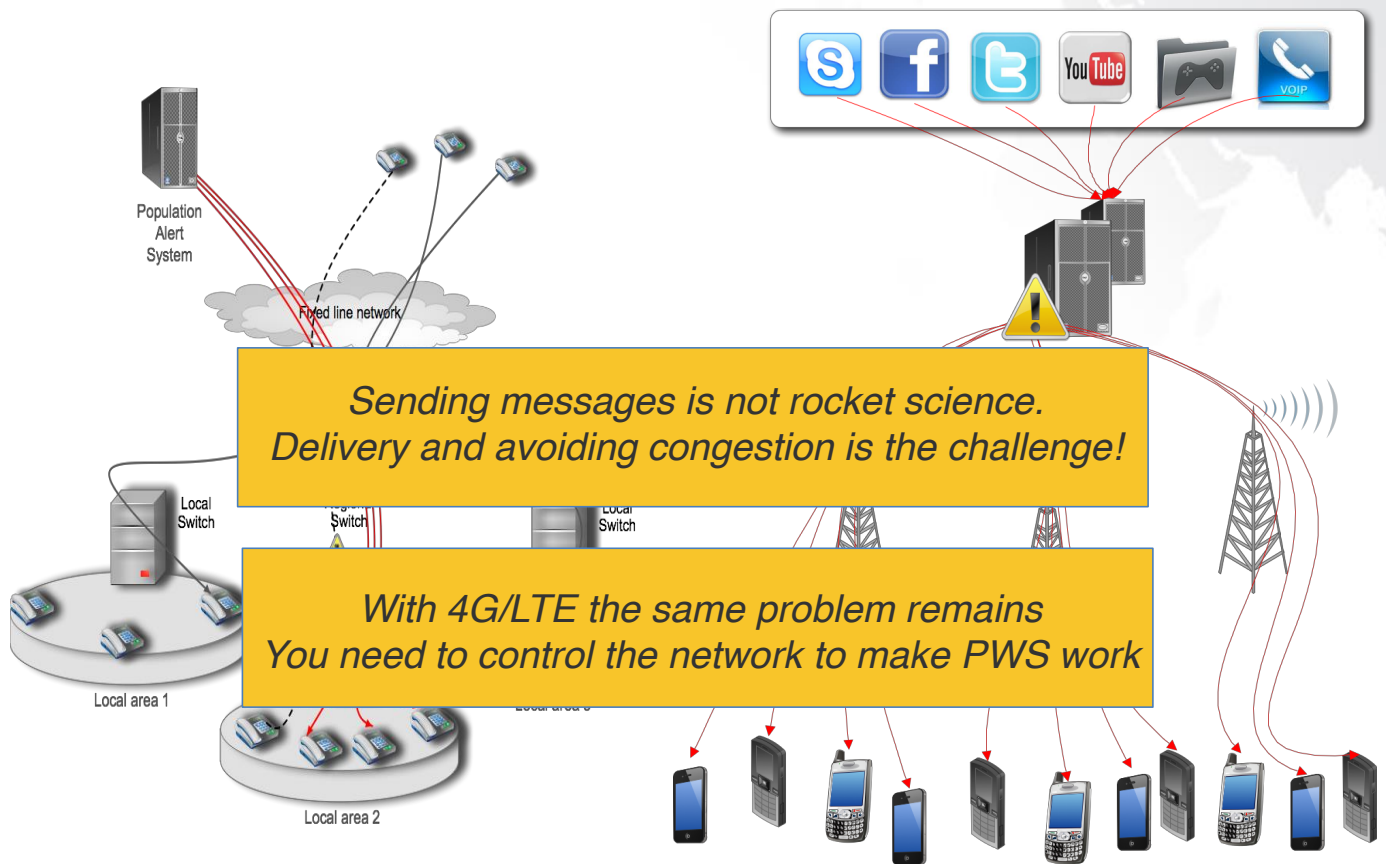 You Tube
VOIP
Population
Alert
System
Fixed line network
Sending messages is not rocket science.
Delivery and avoiding congestion is the challenge!
Local
Switch
Switch
Local
Switch
With 4G/LTE the same problem remains
You need to control the network to make PWS work
Local area 1
Local area 2